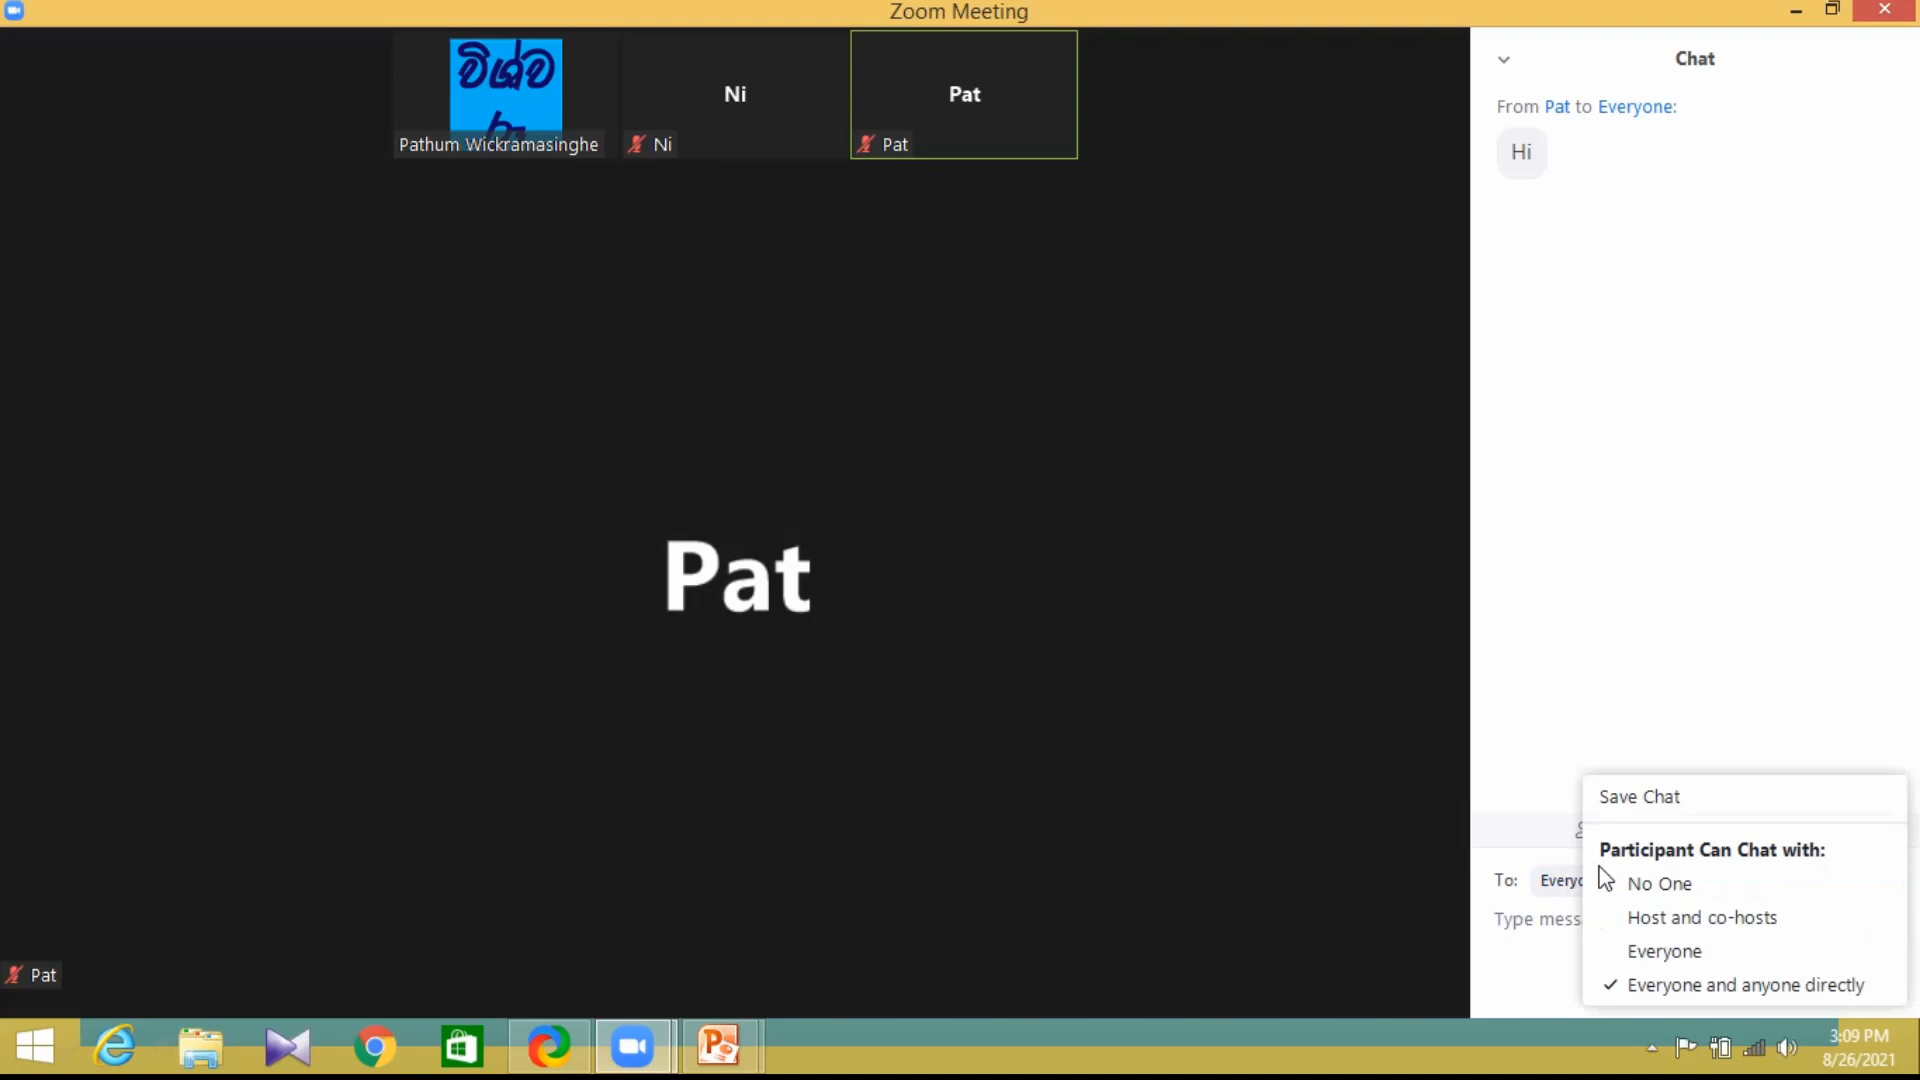 Zoom Meeting
විශ්ව
Pathum Wickramasinghe
Ni
Ni
Pat
Pat
Chat
From Pat to Everyone:
Hi
Pat
Save Chat
Participant Can Chat with:
No One
Host and co-hosts
Everyone
Everyone and anyone directly
To: Everyo
Type mess
Pat
3:09 PM
8/26/2021